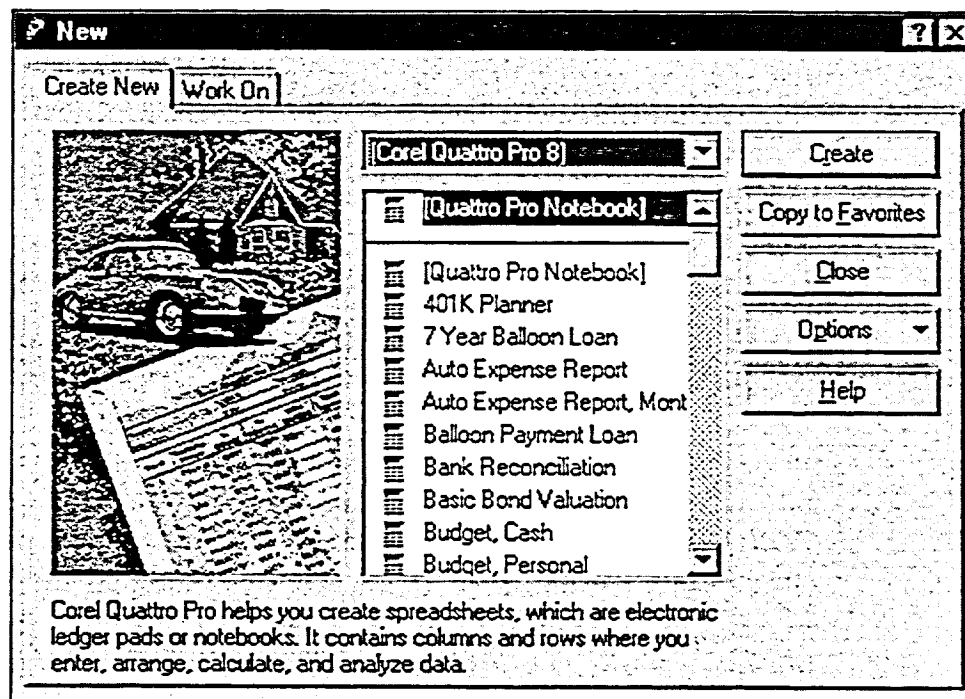 New
? X
Create New
Work On
[Corel Quattro Pro 8]
[Quattro Pro Notebook]
[Quattro Pro Notebook]
401K Planner
7 Year Balloon Loan
Auto Expense Report
Auto Expense Report, Mont
Balloon Payment Loan
Bank Reconciliation
Basic Bond Valuation
Budget, Cash
Budget, Personal
Create
Copy to Favorites
Close
Options
Help
Corel Quattro Pro helps you create spreadsheets, which are electronic
ledger pads or notebooks. It contains columns and rows where you
enter, arrange, calculate, and analyze data.